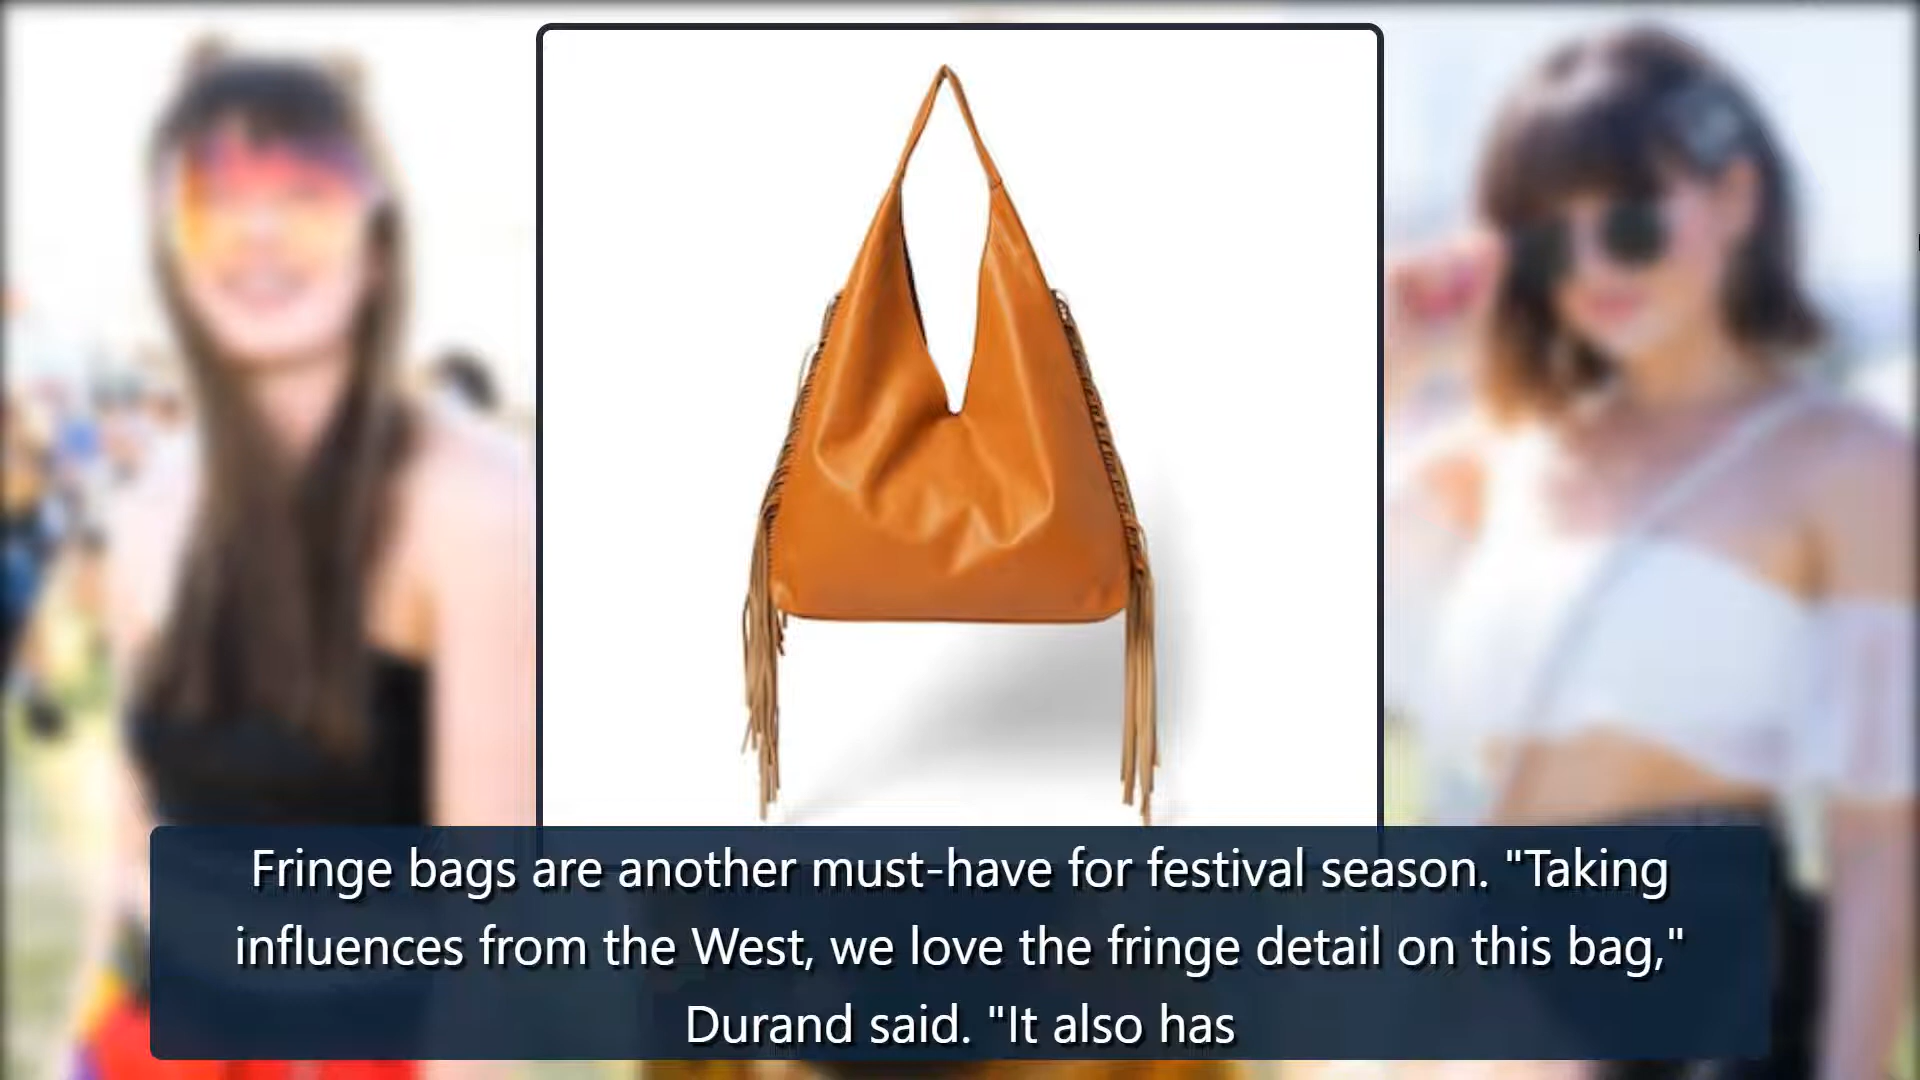 Fringe bags are another must-have for festival season. "Taking
influences from the West, we love the fringe detail on this bag,"
Durand said. "It also has